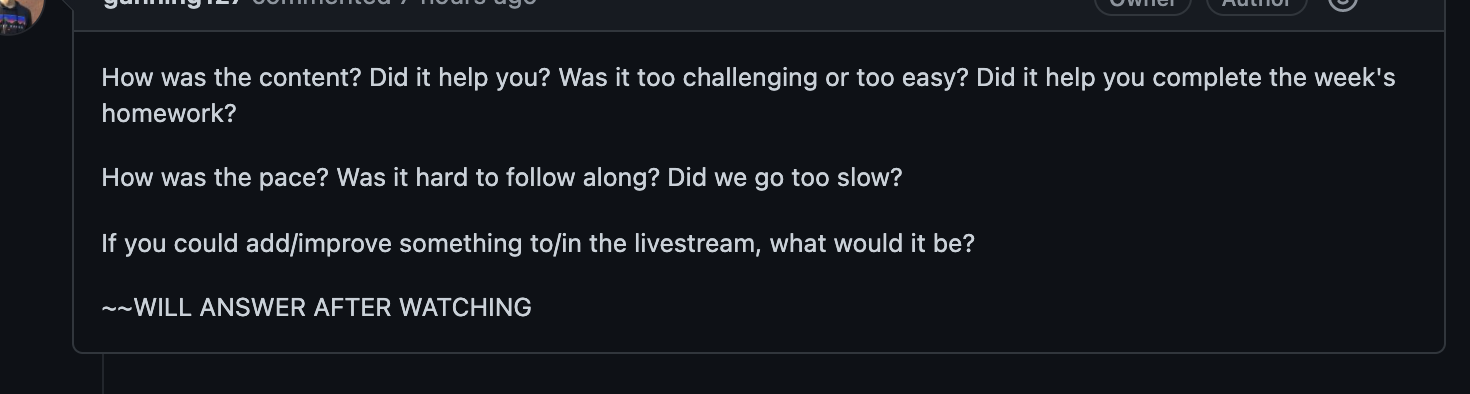 gunning127 commented 7 hours ago Owner Author
How was the content? Did it help you? Was it too challenging or too easy? Did it help you complete the week's
homework?
How was the pace? Was it hard to follow along? Did we go too slow?
If you could add/improve something to/in the livestream, what would it be?
~~WILL ANSWER AFTER WATCHING